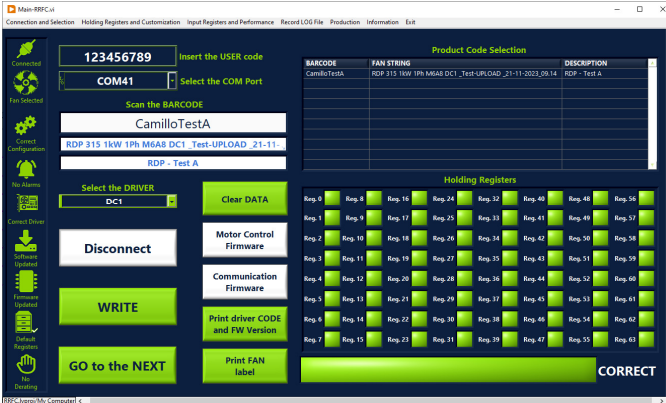 Main-RRFC.vi
Connection and Selection Holding Registers and Customization Input Registers and Performance Record LOG File Production Information Exit
Connected
Fan Selected
Correct Configuration
No Alarms
Correct Driver
Software Updated
Firmware Updated
Default Registers
No Derating
123456789 Insert the USER code
COM41 Select the COM Port
Scan the BARCODE
CamilloTestA
RDP 315 1kW 1Ph M6A8 DC1 _Test-UPLOAD _21-11-
RDP - Test A
Select the DRIVER
DC1
Clear DATA
Disconnect
Motor Control Firmware
Communication Firmware
WRITE
Print driver CODE and FW Version
GO to the NEXT
Print FAN label
Product Code Selection
BARCODE FAN STRING DESCRIPTION
CamilloTestA RDP 315 1kW 1Ph M6A8 DC1 _Test-UPLOAD _21-11-2023_09.14 RDP - Test A
Holding Registers
Reg. 0 Reg. 8 Reg. 16 Reg. 24 Reg. 32 Reg. 40 Reg. 48 Reg. 56
Reg. 1 Reg. 9 Reg. 17 Reg. 25 Reg. 33 Reg. 41 Reg. 49 Reg. 57
Reg. 2 Reg. 10 Reg. 18 Reg. 26 Reg. 34 Reg. 42 Reg. 50 Reg. 58
Reg. 3 Reg. 11 Reg. 19 Reg. 27 Reg. 35 Reg. 43 Reg. 51 Reg. 59
Reg. 4 Reg. 12 Reg. 20 Reg. 28 Reg. 36 Reg. 44 Reg. 52 Reg. 60
Reg. 5 Reg. 13 Reg. 21 Reg. 29 Reg. 37 Reg. 45 Reg. 53 Reg. 61
Reg. 6 Reg. 14 Reg. 22 Reg. 30 Reg. 38 Reg. 46 Reg. 54 Reg. 62
Reg. 7 Reg. 15 Reg. 23 Reg. 31 Reg. 39 Reg. 47 Reg. 55 Reg. 63
CORRECT
RRFC.lvproj/My Computer